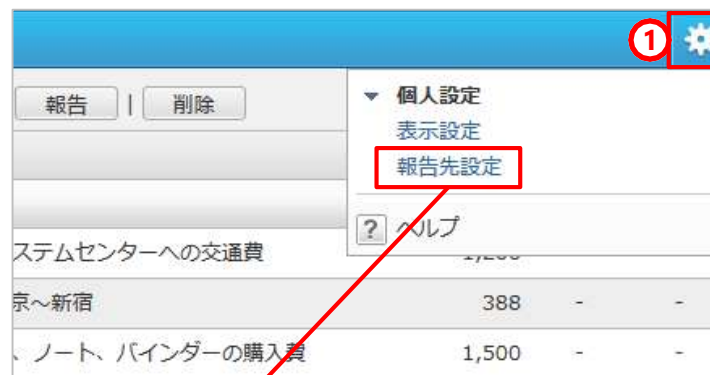 1
報告 | 削除
個人設定
表示設定
報告先設定
? ヘルプ
ステムセンターへの交通費
京～新宿 388 - -
、ノート、バインダーの購入費 1,500 - -